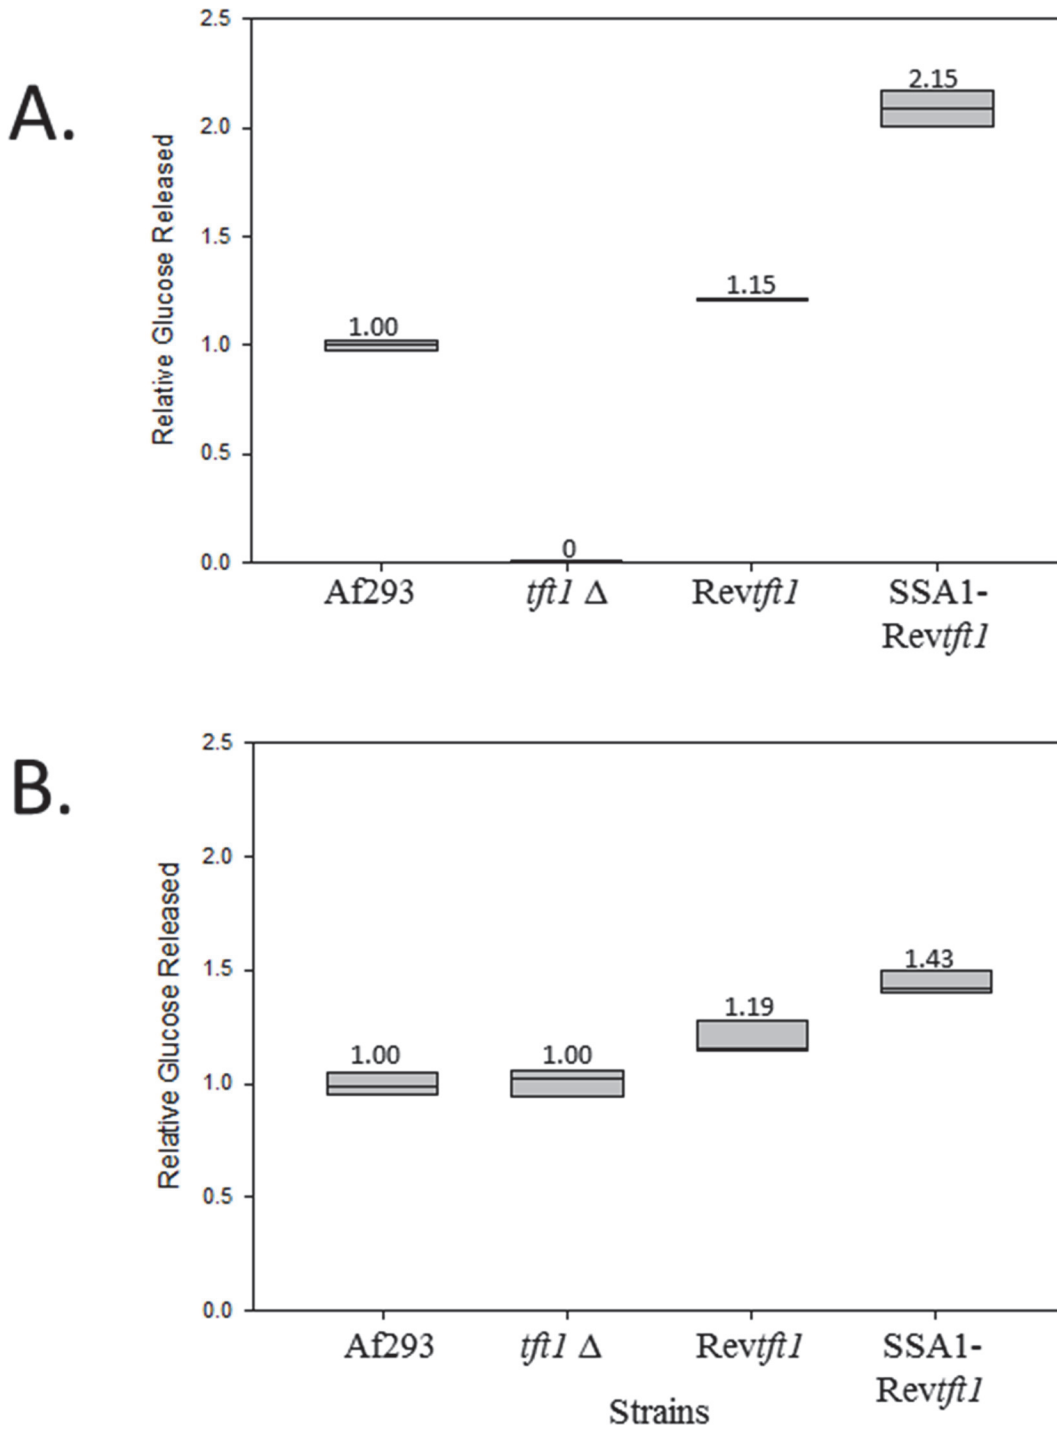 A.
Relative Glucose Released
2.5
2.0
1.5
1.0
0.5
0.0
1.00
0
1.15
2.15
Af293
tft1 Δ
Revtft1
SSA1-
Revtft1
B.
Relative Glucose Released
2.5
2.0
1.5
1.0
0.5
0.0
1.00
1.00
1.19
1.43
Af293
tft1 Δ
Revtft1
SSA1-
Revtft1
Strains